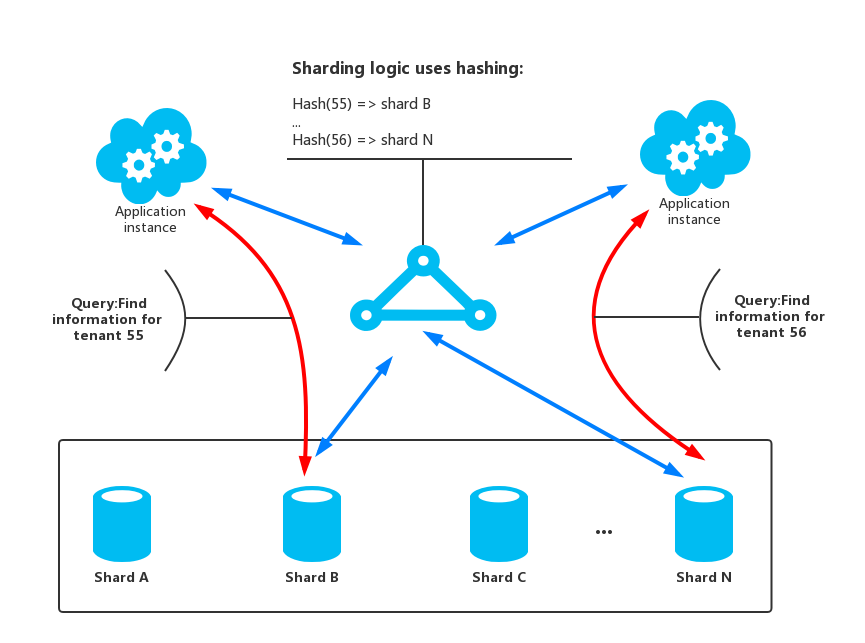 Sharding logic uses hashing:
Hash(55) => shard B
...
Hash(56) => shard N
Application
instance
Application
instance
Query:Find
information for
tenant 55
Query:Find
information for
tenant 56
...
Shard A
Shard B
Shard C
Shard N